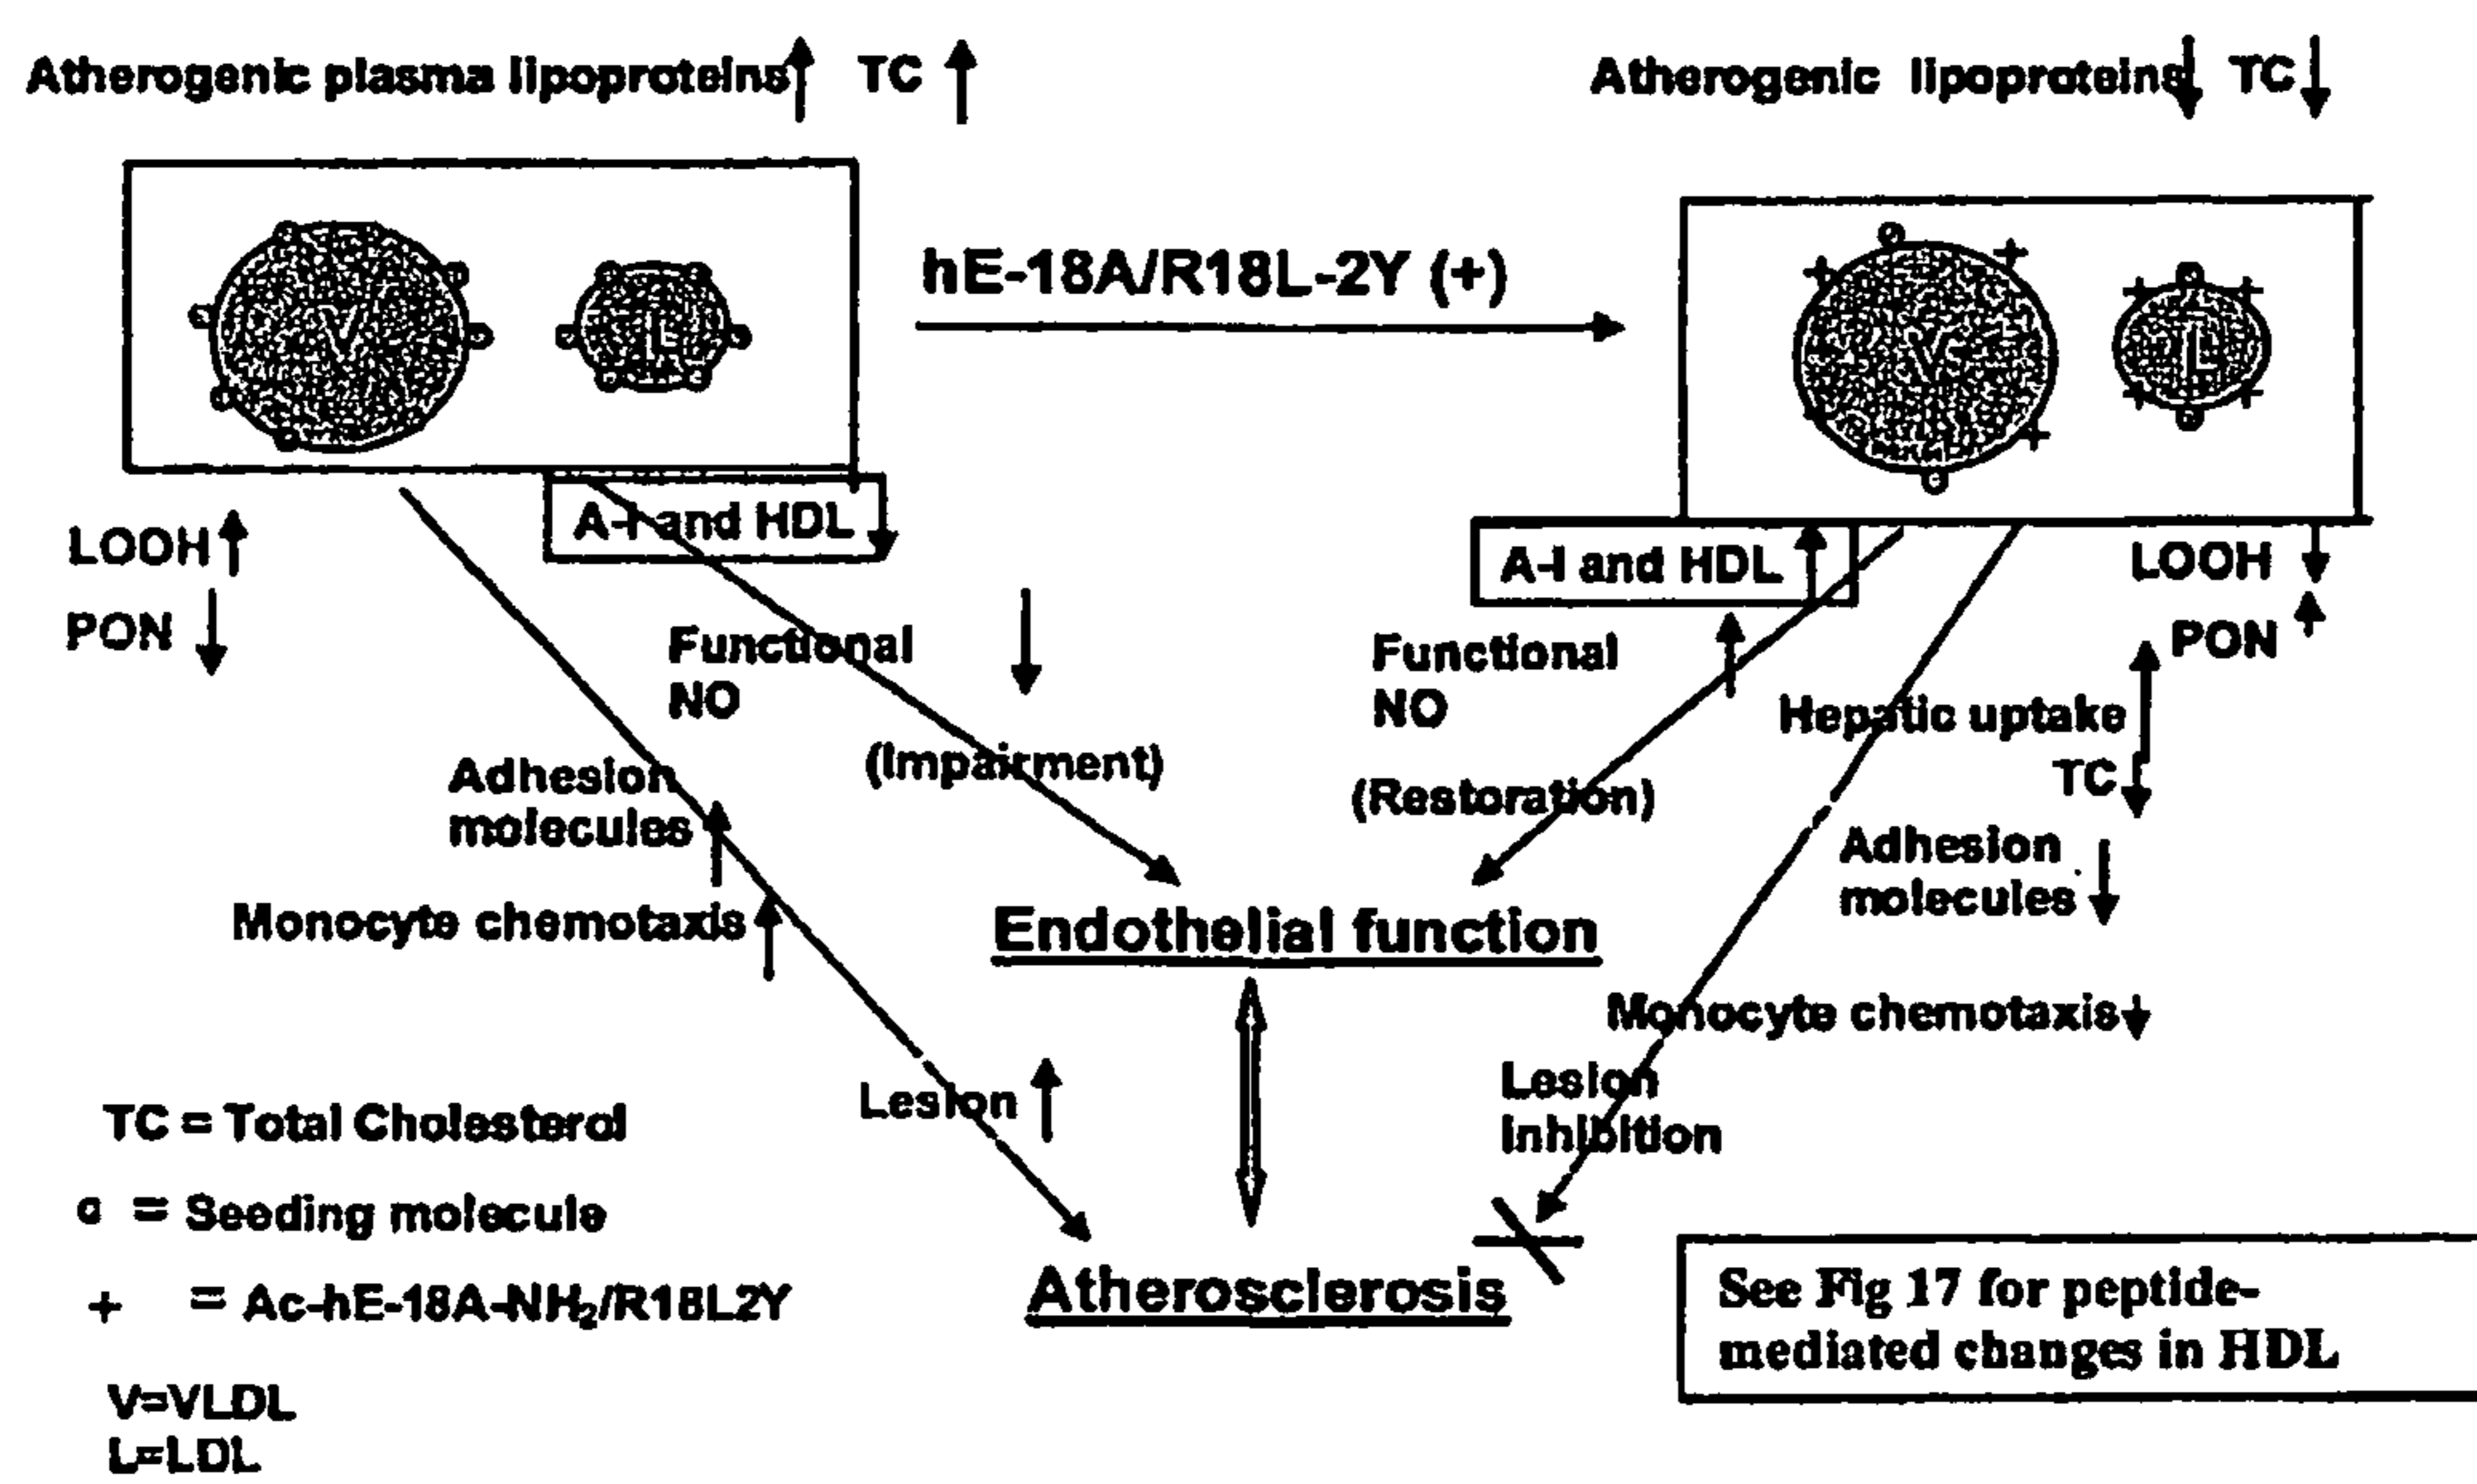 Atherogenic plasma lipoproteins↑ TC ↑
Atherogenic lipoproteins↓ TC↓
V
L
hE-18A/R18L-2Y (+)
V
L
A-I and HDL ↓
LOOH↑
PON ↓
A-I and HDL ↑
LOOH ↓
PON ↑
Functional ↓
NO
(Impairment)
Functional ↑
NO
(Restoration)
Hepatic uptake ↑
TC↓
Adhesion
molecules ↑
Monocyte chemotaxis ↑
Adhesion
molecules ↓
Monocyte chemotaxis↓
Endothelial function
Lesion ↑
Lesion
Inhibition
Atherosclerosis
TC = Total Cholesterol
o = Seeding molecule
+ = Ac-hE-18A-NH₂/R18L2Y
V=VLDL
L=LDL
See Fig 17 for peptide-
mediated changes in HDL